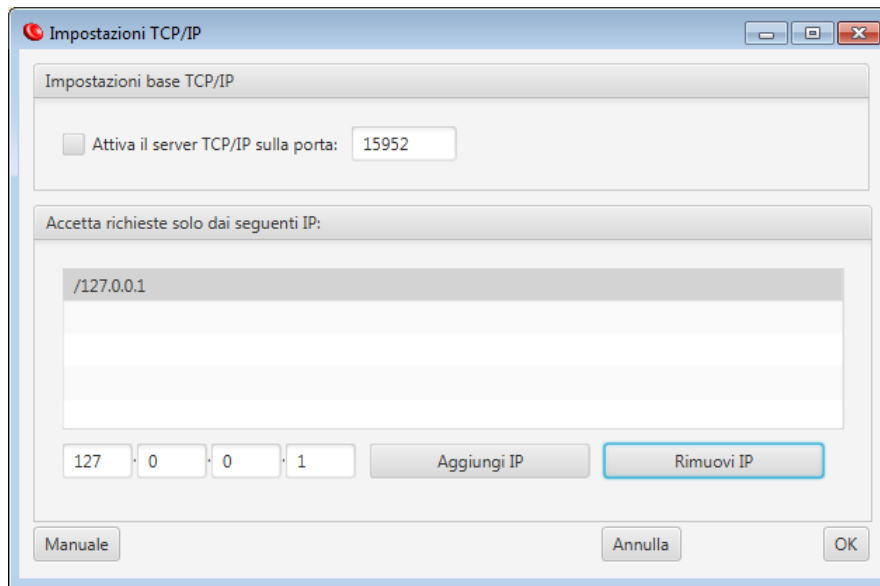 Impostazioni TCP/IP
Impostazioni base TCP/IP
Attiva il server TCP/IP sulla porta: 15952
Accetta richieste solo dai seguenti IP:
/127.0.0.1
127 . 0 . 0 . 1 Aggiungi IP Rimuovi IP
Manuale Annulla OK